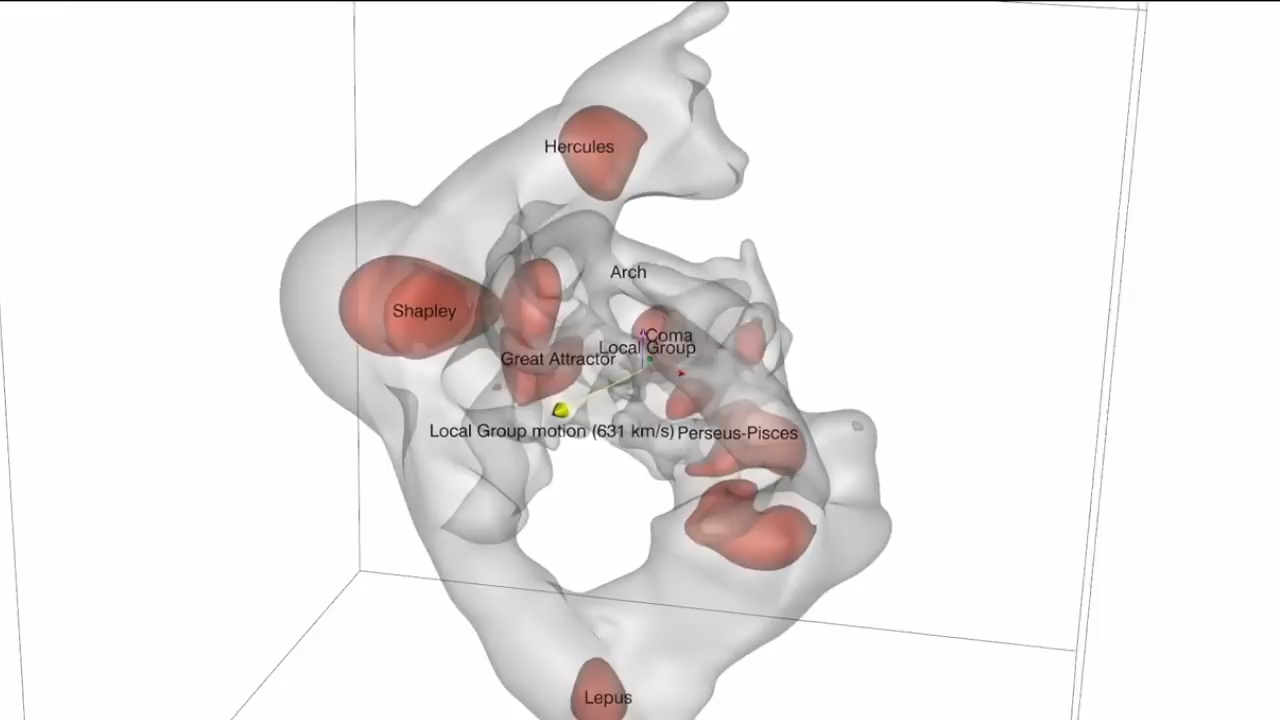 Hercules
Arch
Shapley
Coma
Local Group
Great Attractor
Local Group motion (631 km/s)
Perseus-Pisces
Lepus